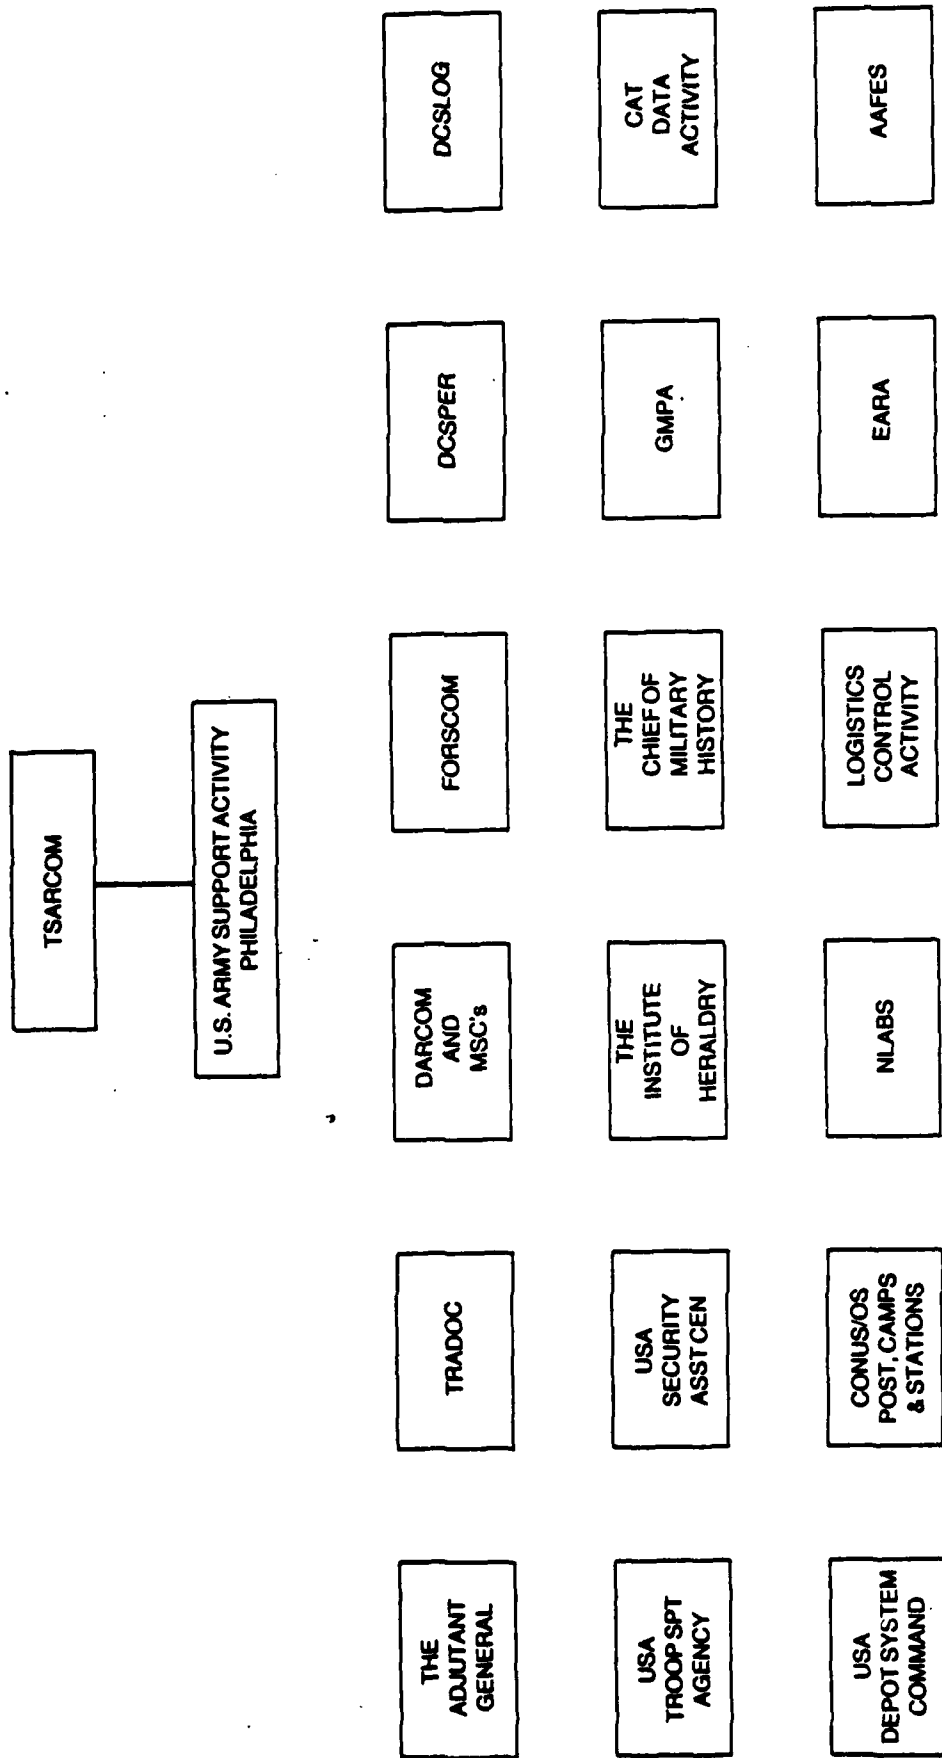 TSARCOM
U.S. ARMY SUPPORT ACTIVITY
PHILADELPHIA
THE
ADJUTANT
GENERAL
TRADOC
DARCOM
AND
MSC's
FORSCOM
DCSPER
DCSLOG
USA
TROOP SPT
AGENCY
USA
SECURITY
ASST CEN
THE
INSTITUTE
OF
HERALDRY
THE
CHIEF OF
MILITARY
HISTORY
GMPA
CAT
DATA
ACTIVITY
USA
DEPOT SYSTEM
COMMAND
CONUS/OS
POST, CAMPS
& STATIONS
NLABS
LOGISTICS
CONTROL
ACTIVITY
EARA
AAFES